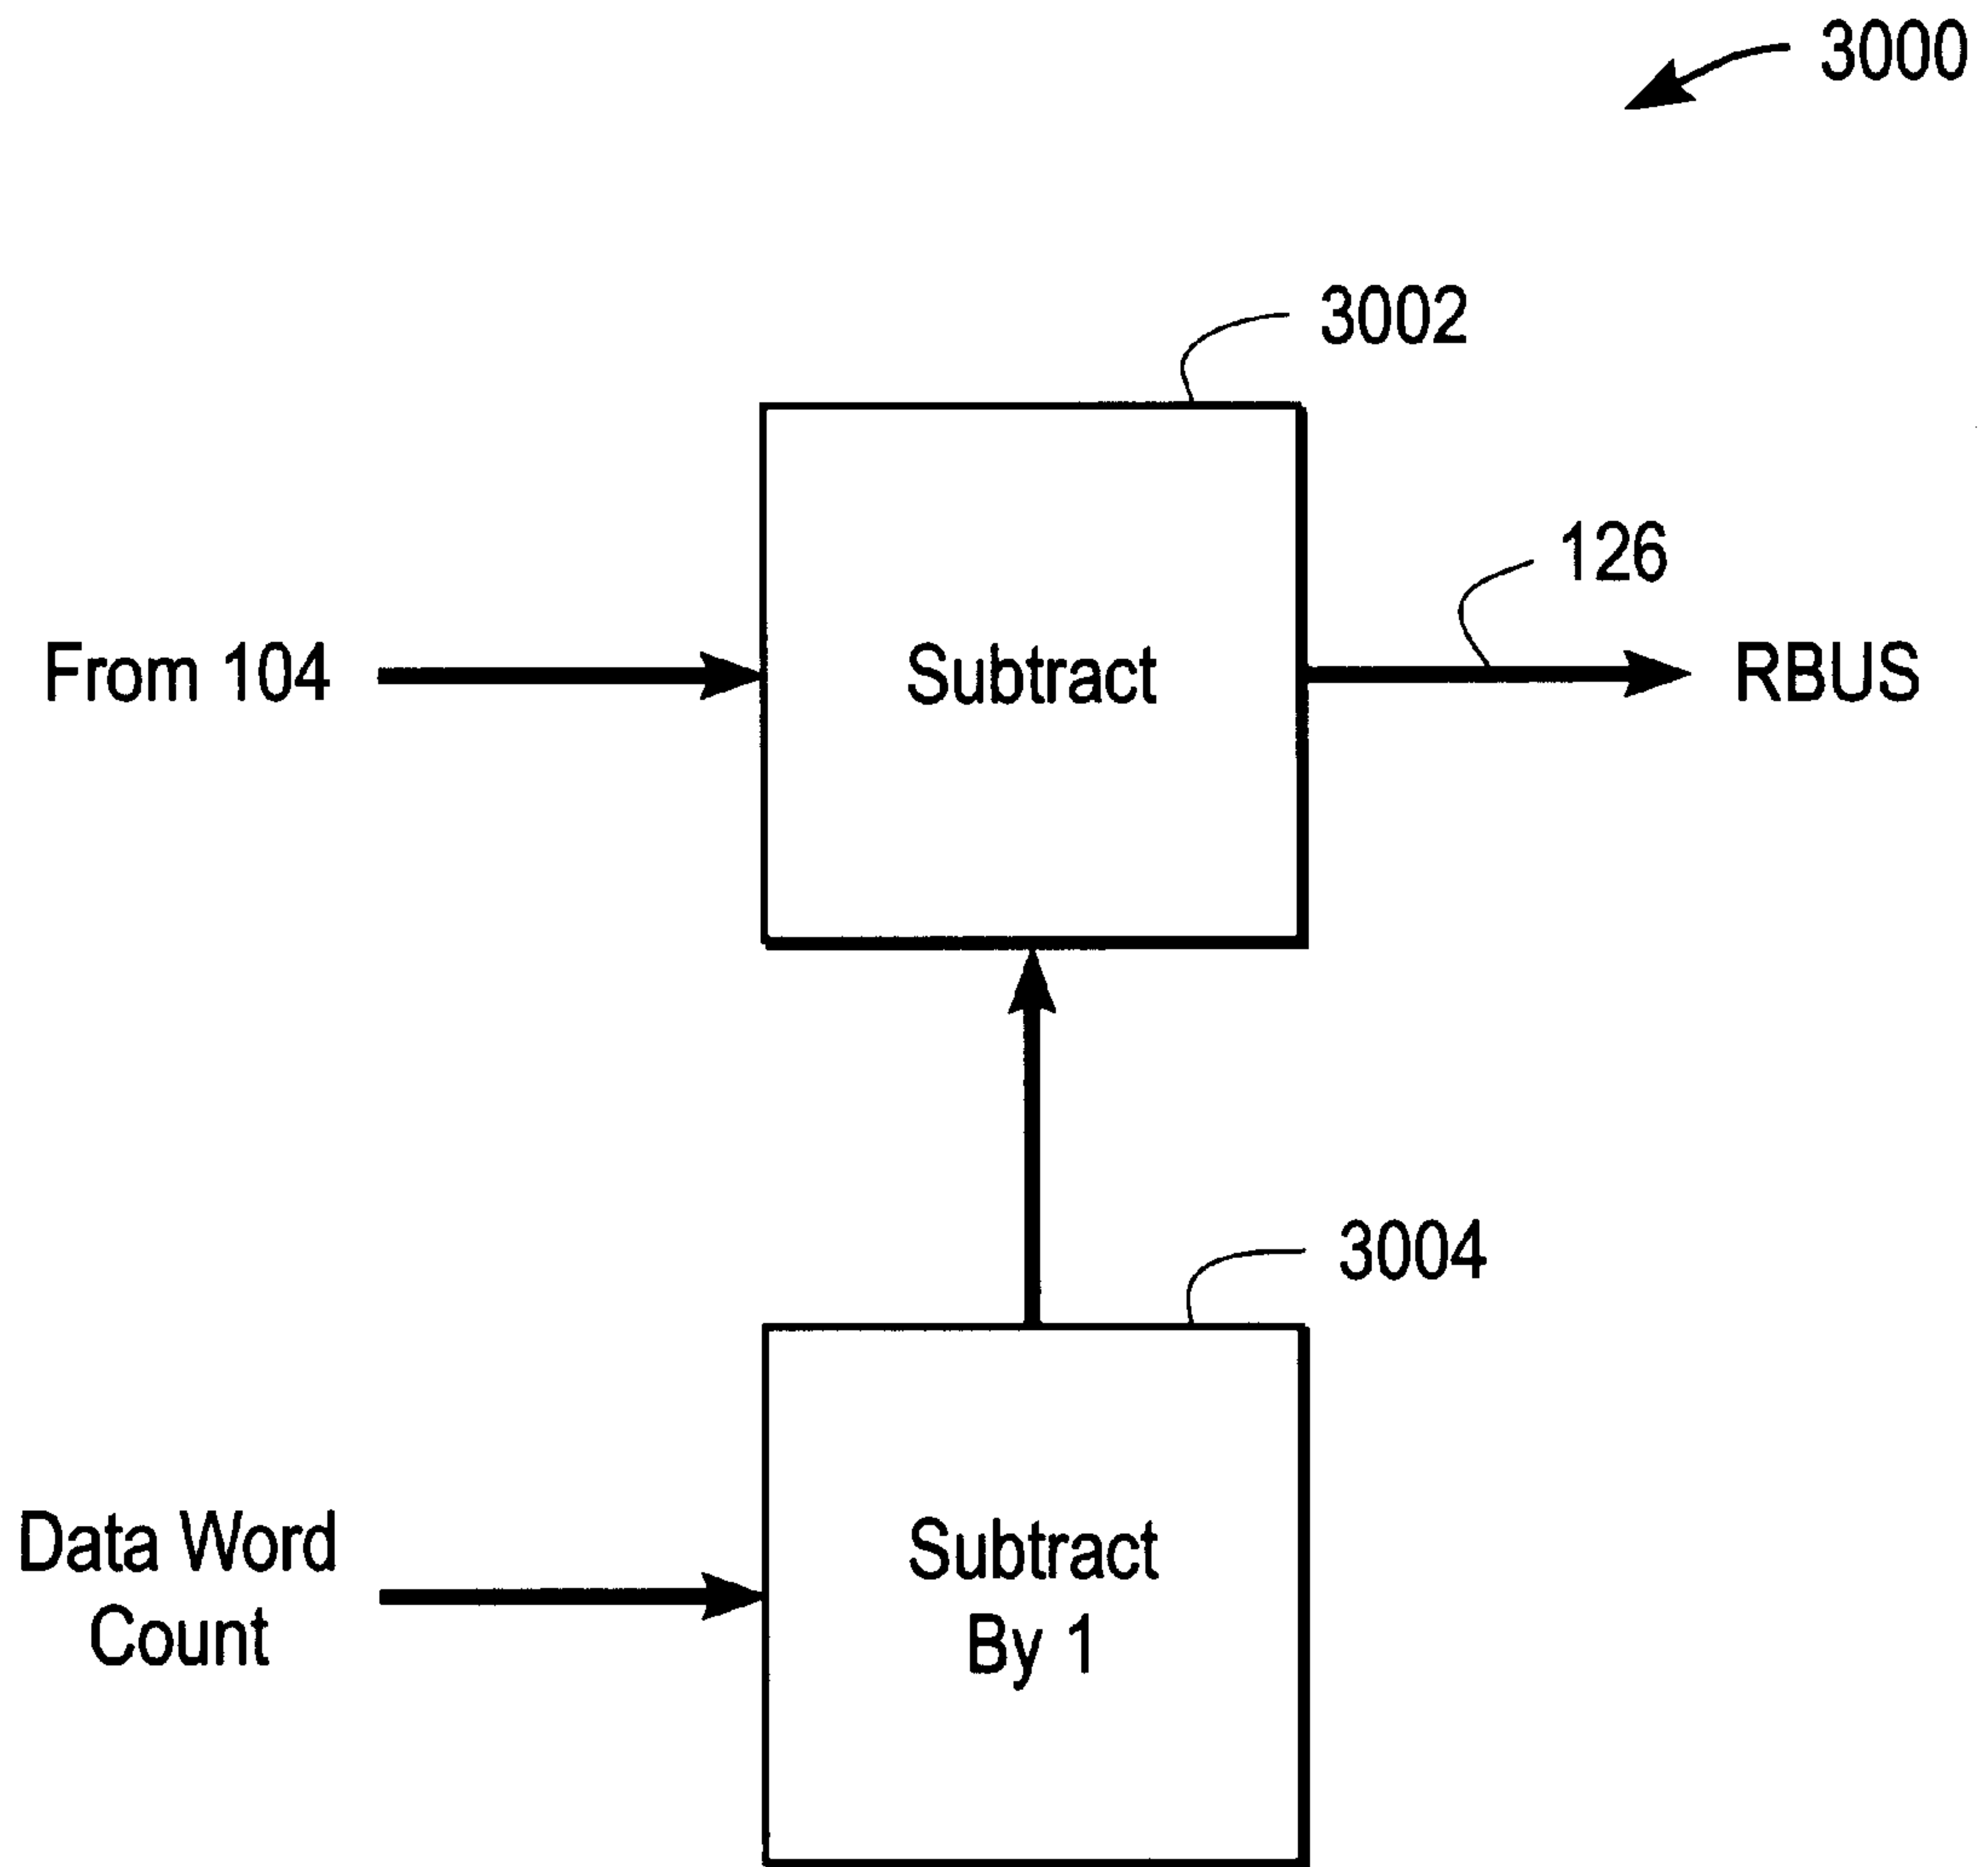 3000
3002
126
From 104
Subtract
RBUS
3004
Data Word
Count
Subtract
By 1